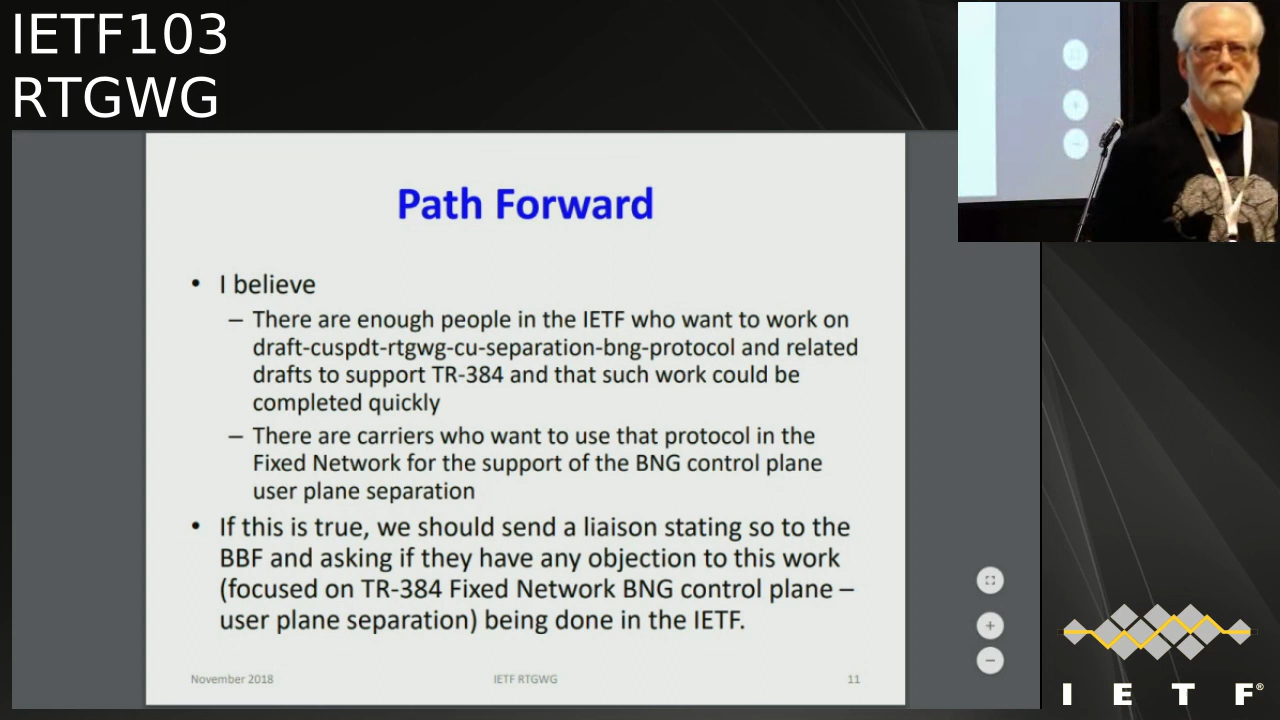 IETF103
RTGWG
Path Forward
• I believe
– There are enough people in the IETF who want to work on
draft-cuspdt-rtgwg-cu-separation-bng-protocol and related
drafts to support TR-384 and that such work could be
completed quickly
– There are carriers who want to use that protocol in the
Fixed Network for the support of the BNG control plane
user plane separation
• If this is true, we should send a liaison stating so to the
BBF and asking if they have any objection to this work
(focused on TR-384 Fixed Network BNG control plane –
user plane separation) being done in the IETF.
November 2018 IETF RTGWG 11
I E T F®